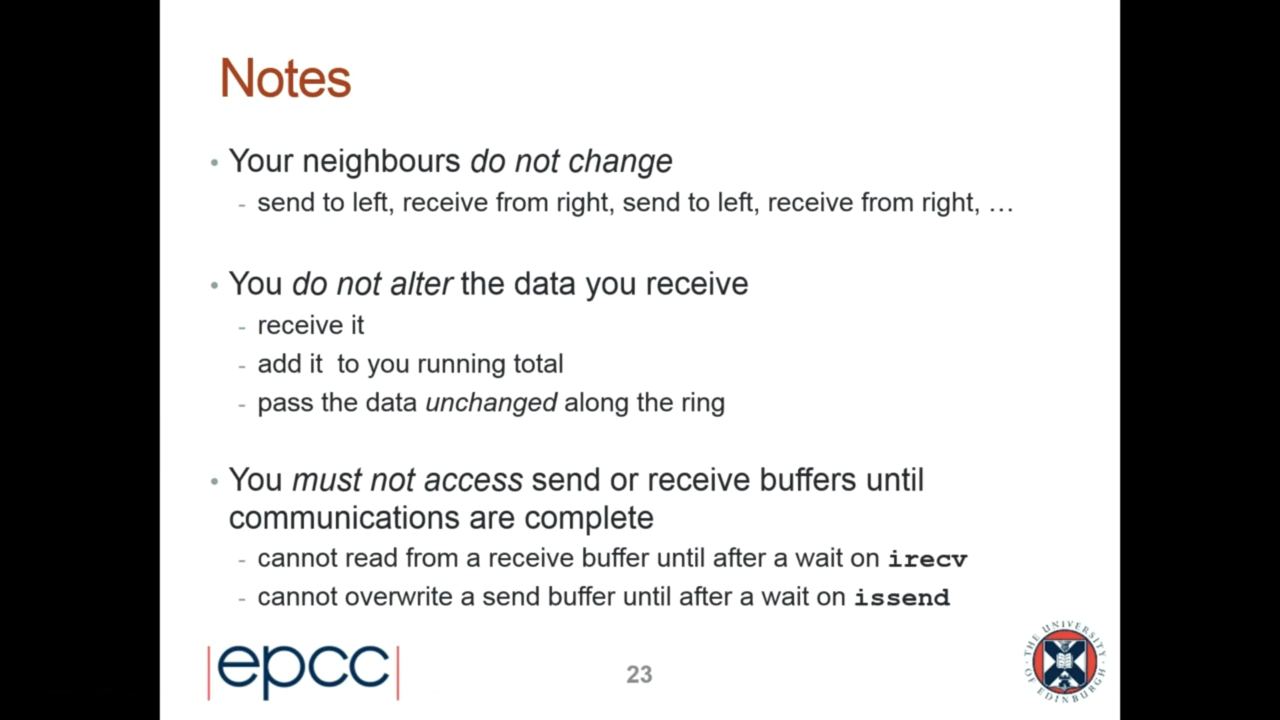 Notes
• Your neighbours do not change
- send to left, receive from right, send to left, receive from right, …
• You do not alter the data you receive
- receive it
- add it to you running total
- pass the data unchanged along the ring
• You must not access send or receive buffers until
communications are complete
- cannot read from a receive buffer until after a wait on irecv
- cannot overwrite a send buffer until after a wait on issend
|epcc|
23
THE UNIVERSITY
OF EDINBURGH